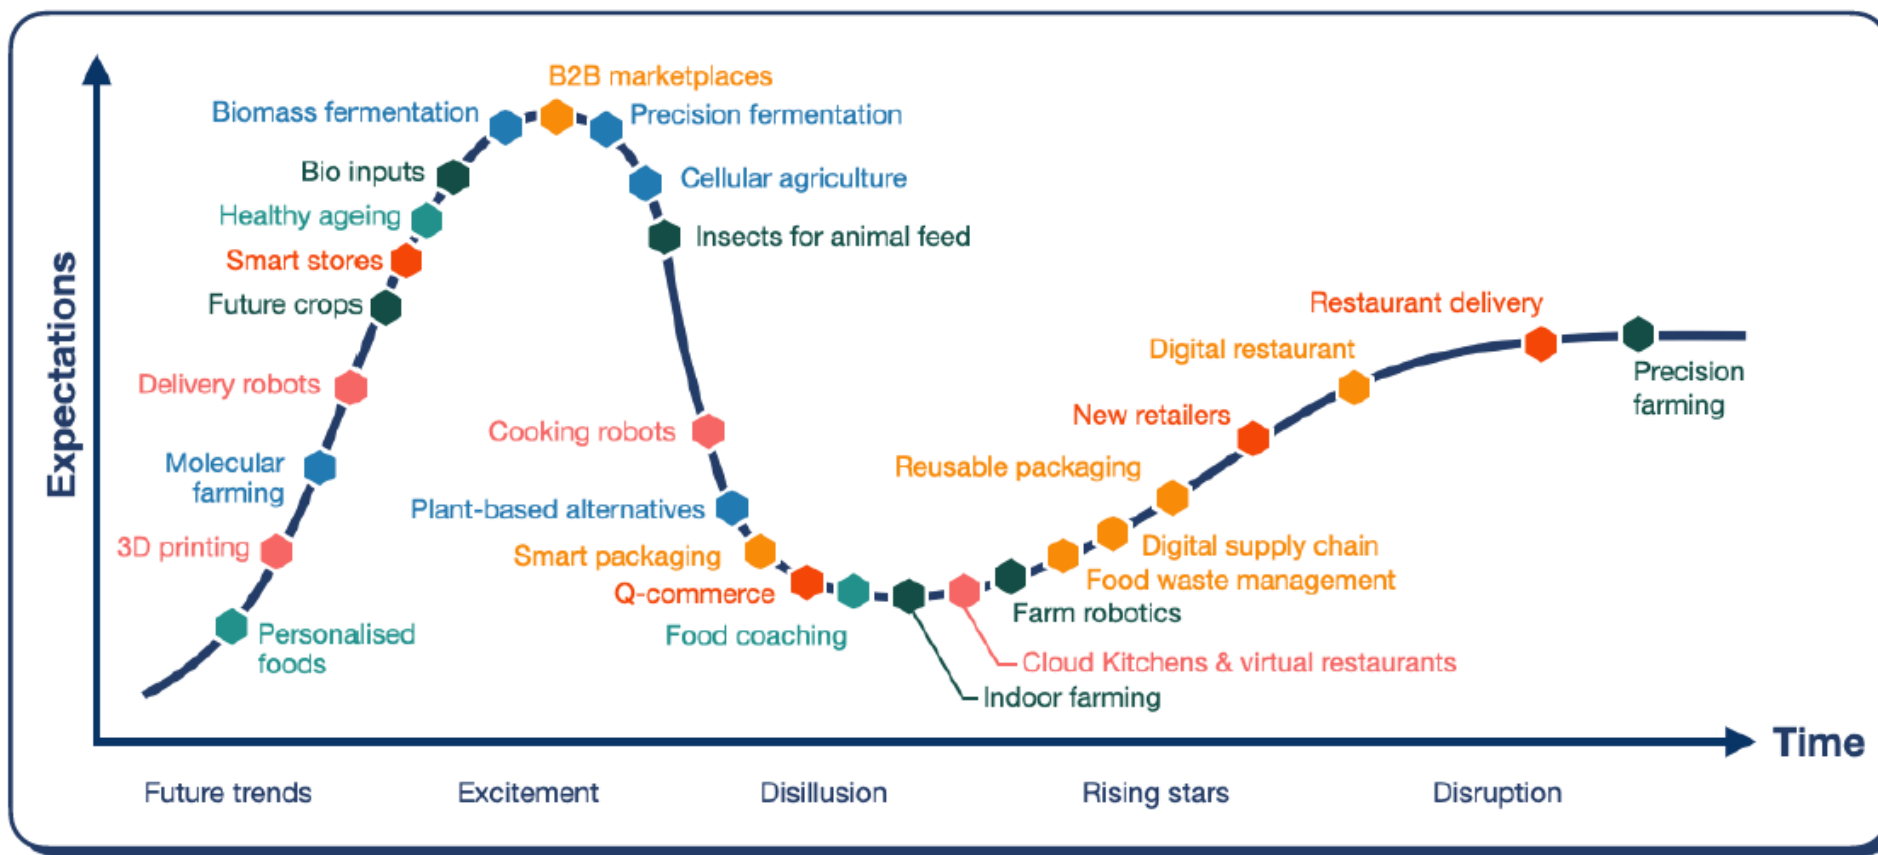 B2B marketplaces
Biomass fermentation
Precision fermentation
Bio inputs
Cellular agriculture
Healthy ageing
Insects for animal feed
Smart stores
Future crops
Restaurant delivery
Digital restaurant
Precision
farming
Delivery robots
New retailers
Cooking robots
Molecular
farming
Reusable packaging
Plant-based alternatives
3D printing
Smart packaging
Digital supply chain
Food waste management
Q-commerce
Farm robotics
Personalised
foods
Food coaching
Cloud Kitchens & virtual restaurants
Indoor farming
Expectations
Time
Future trends
Excitement
Disillusion
Rising stars
Disruption